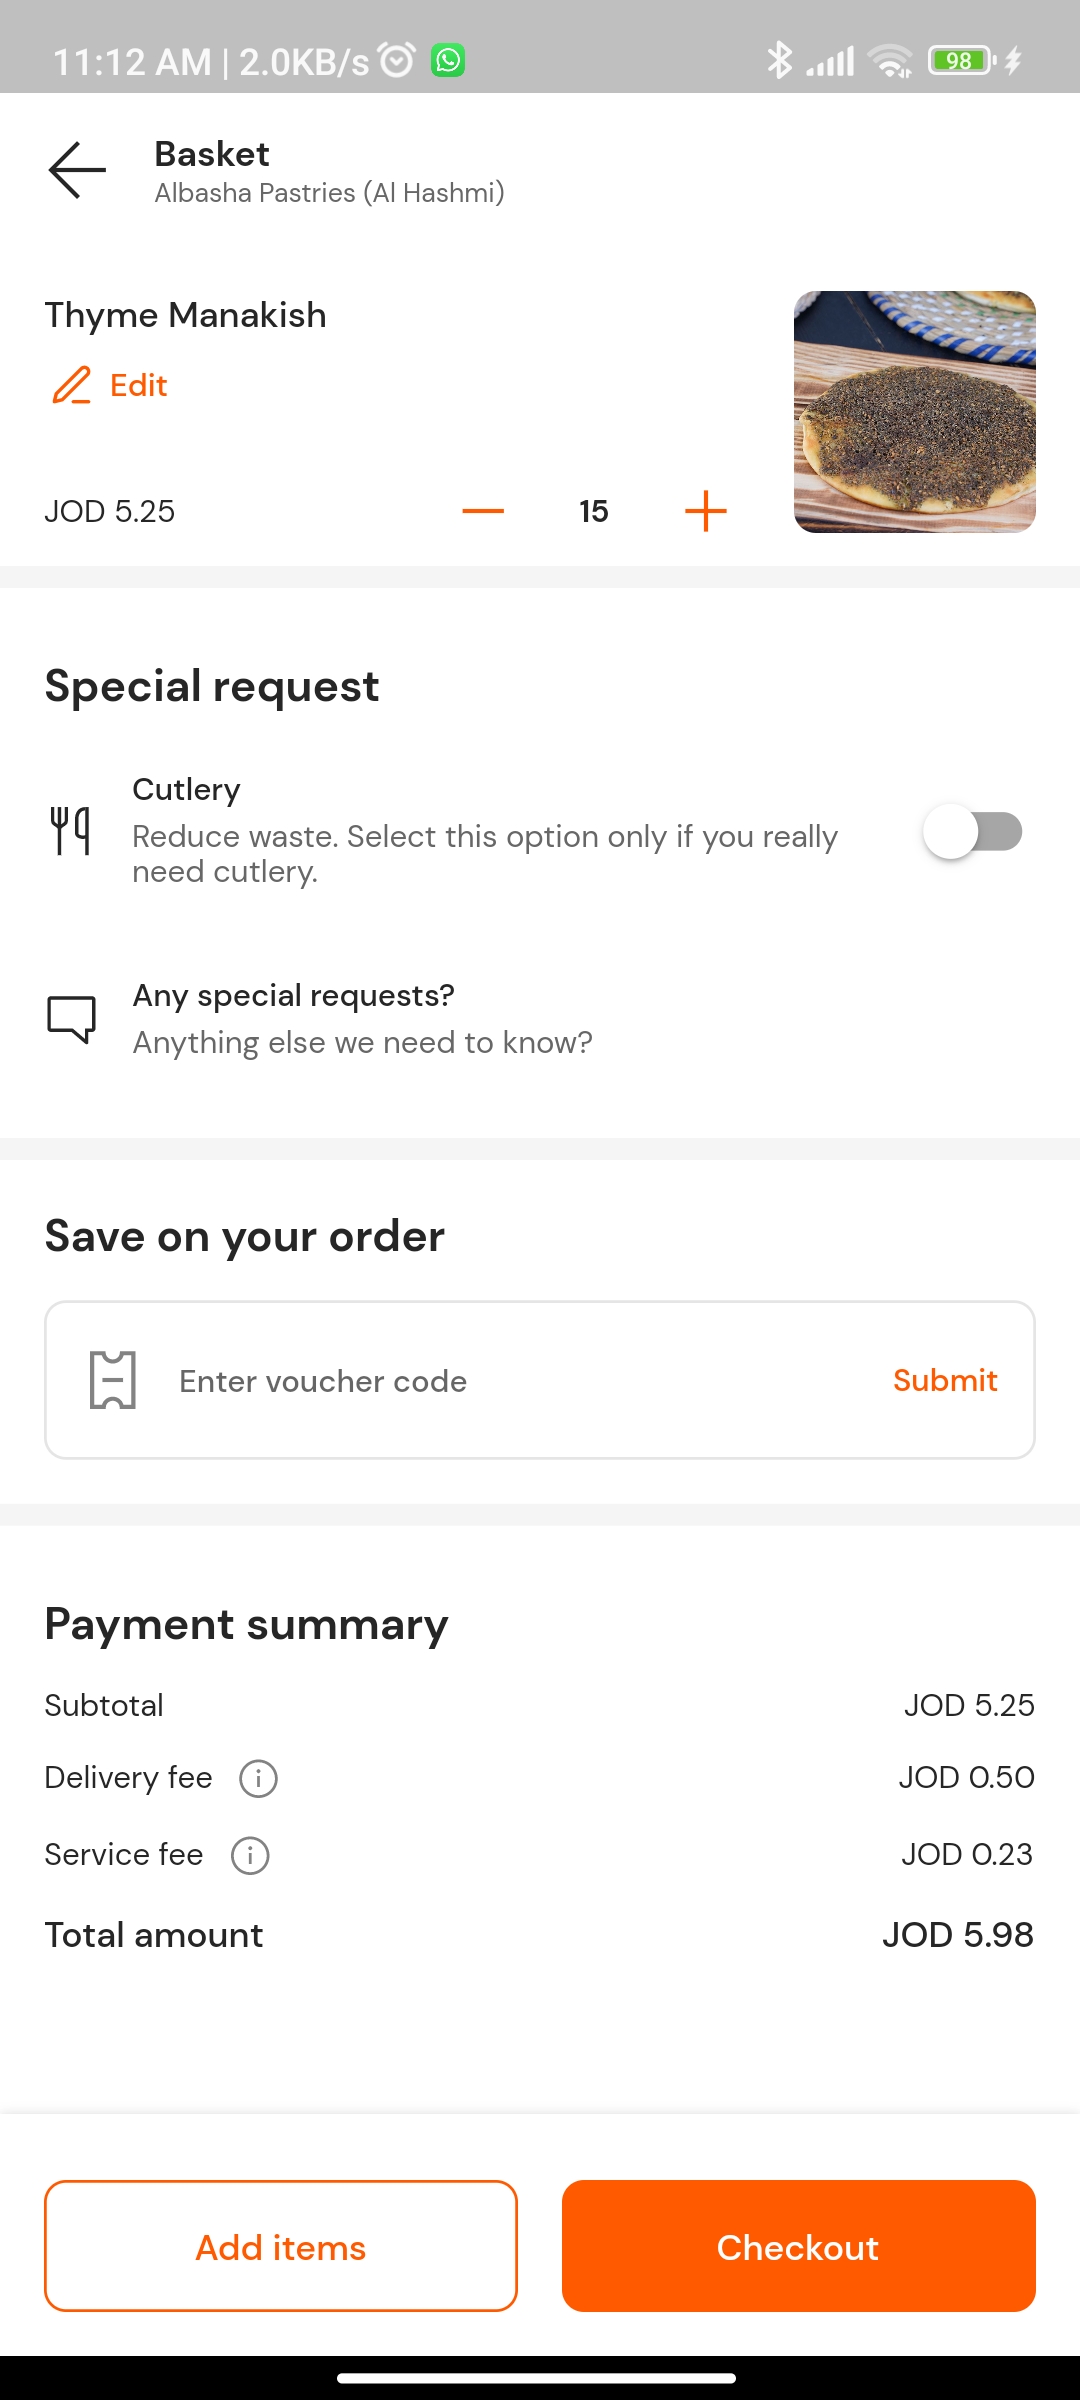 11:12 AM | 2.0KB/s 98
Basket
Albasha Pastries (Al Hashmi)
Thyme Manakish
Edit
JOD 5.25 15
Special request
Cutlery
Reduce waste. Select this option only if you really
need cutlery.
Any special requests?
Anything else we need to know?
Save on your order
Enter voucher code Submit
Payment summary
Subtotal JOD 5.25
Delivery fee JOD 0.50
Service fee JOD 0.23
Total amount JOD 5.98
Add items Checkout